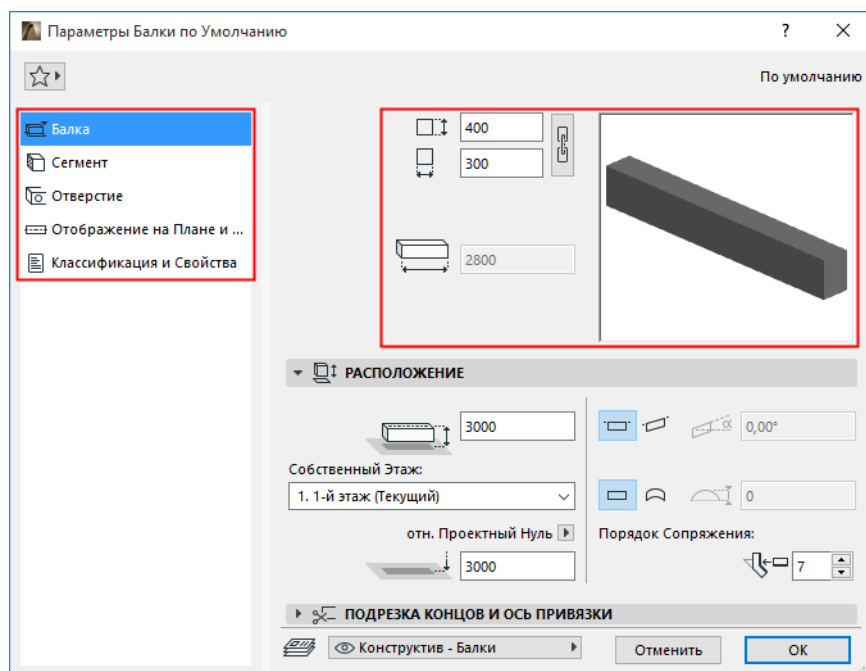 Параметры Балки по Умолчанию
?
По умолчанию
Балка
Сегмент
Отверстие
Отображение на Плане и ...
Классификация и Свойства
400
300
2800
РАСПОЛОЖЕНИЕ
3000
α
0,00°
Собственный Этаж:
1. 1-й этаж (Текущий)
0
отн. Проектный Нуль
Порядок Сопряжения:
3000
7
ПОДРЕЗКА КОНЦОВ И ОСЬ ПРИВЯЗКИ
Конструктив - Балки
Отменить
ОК